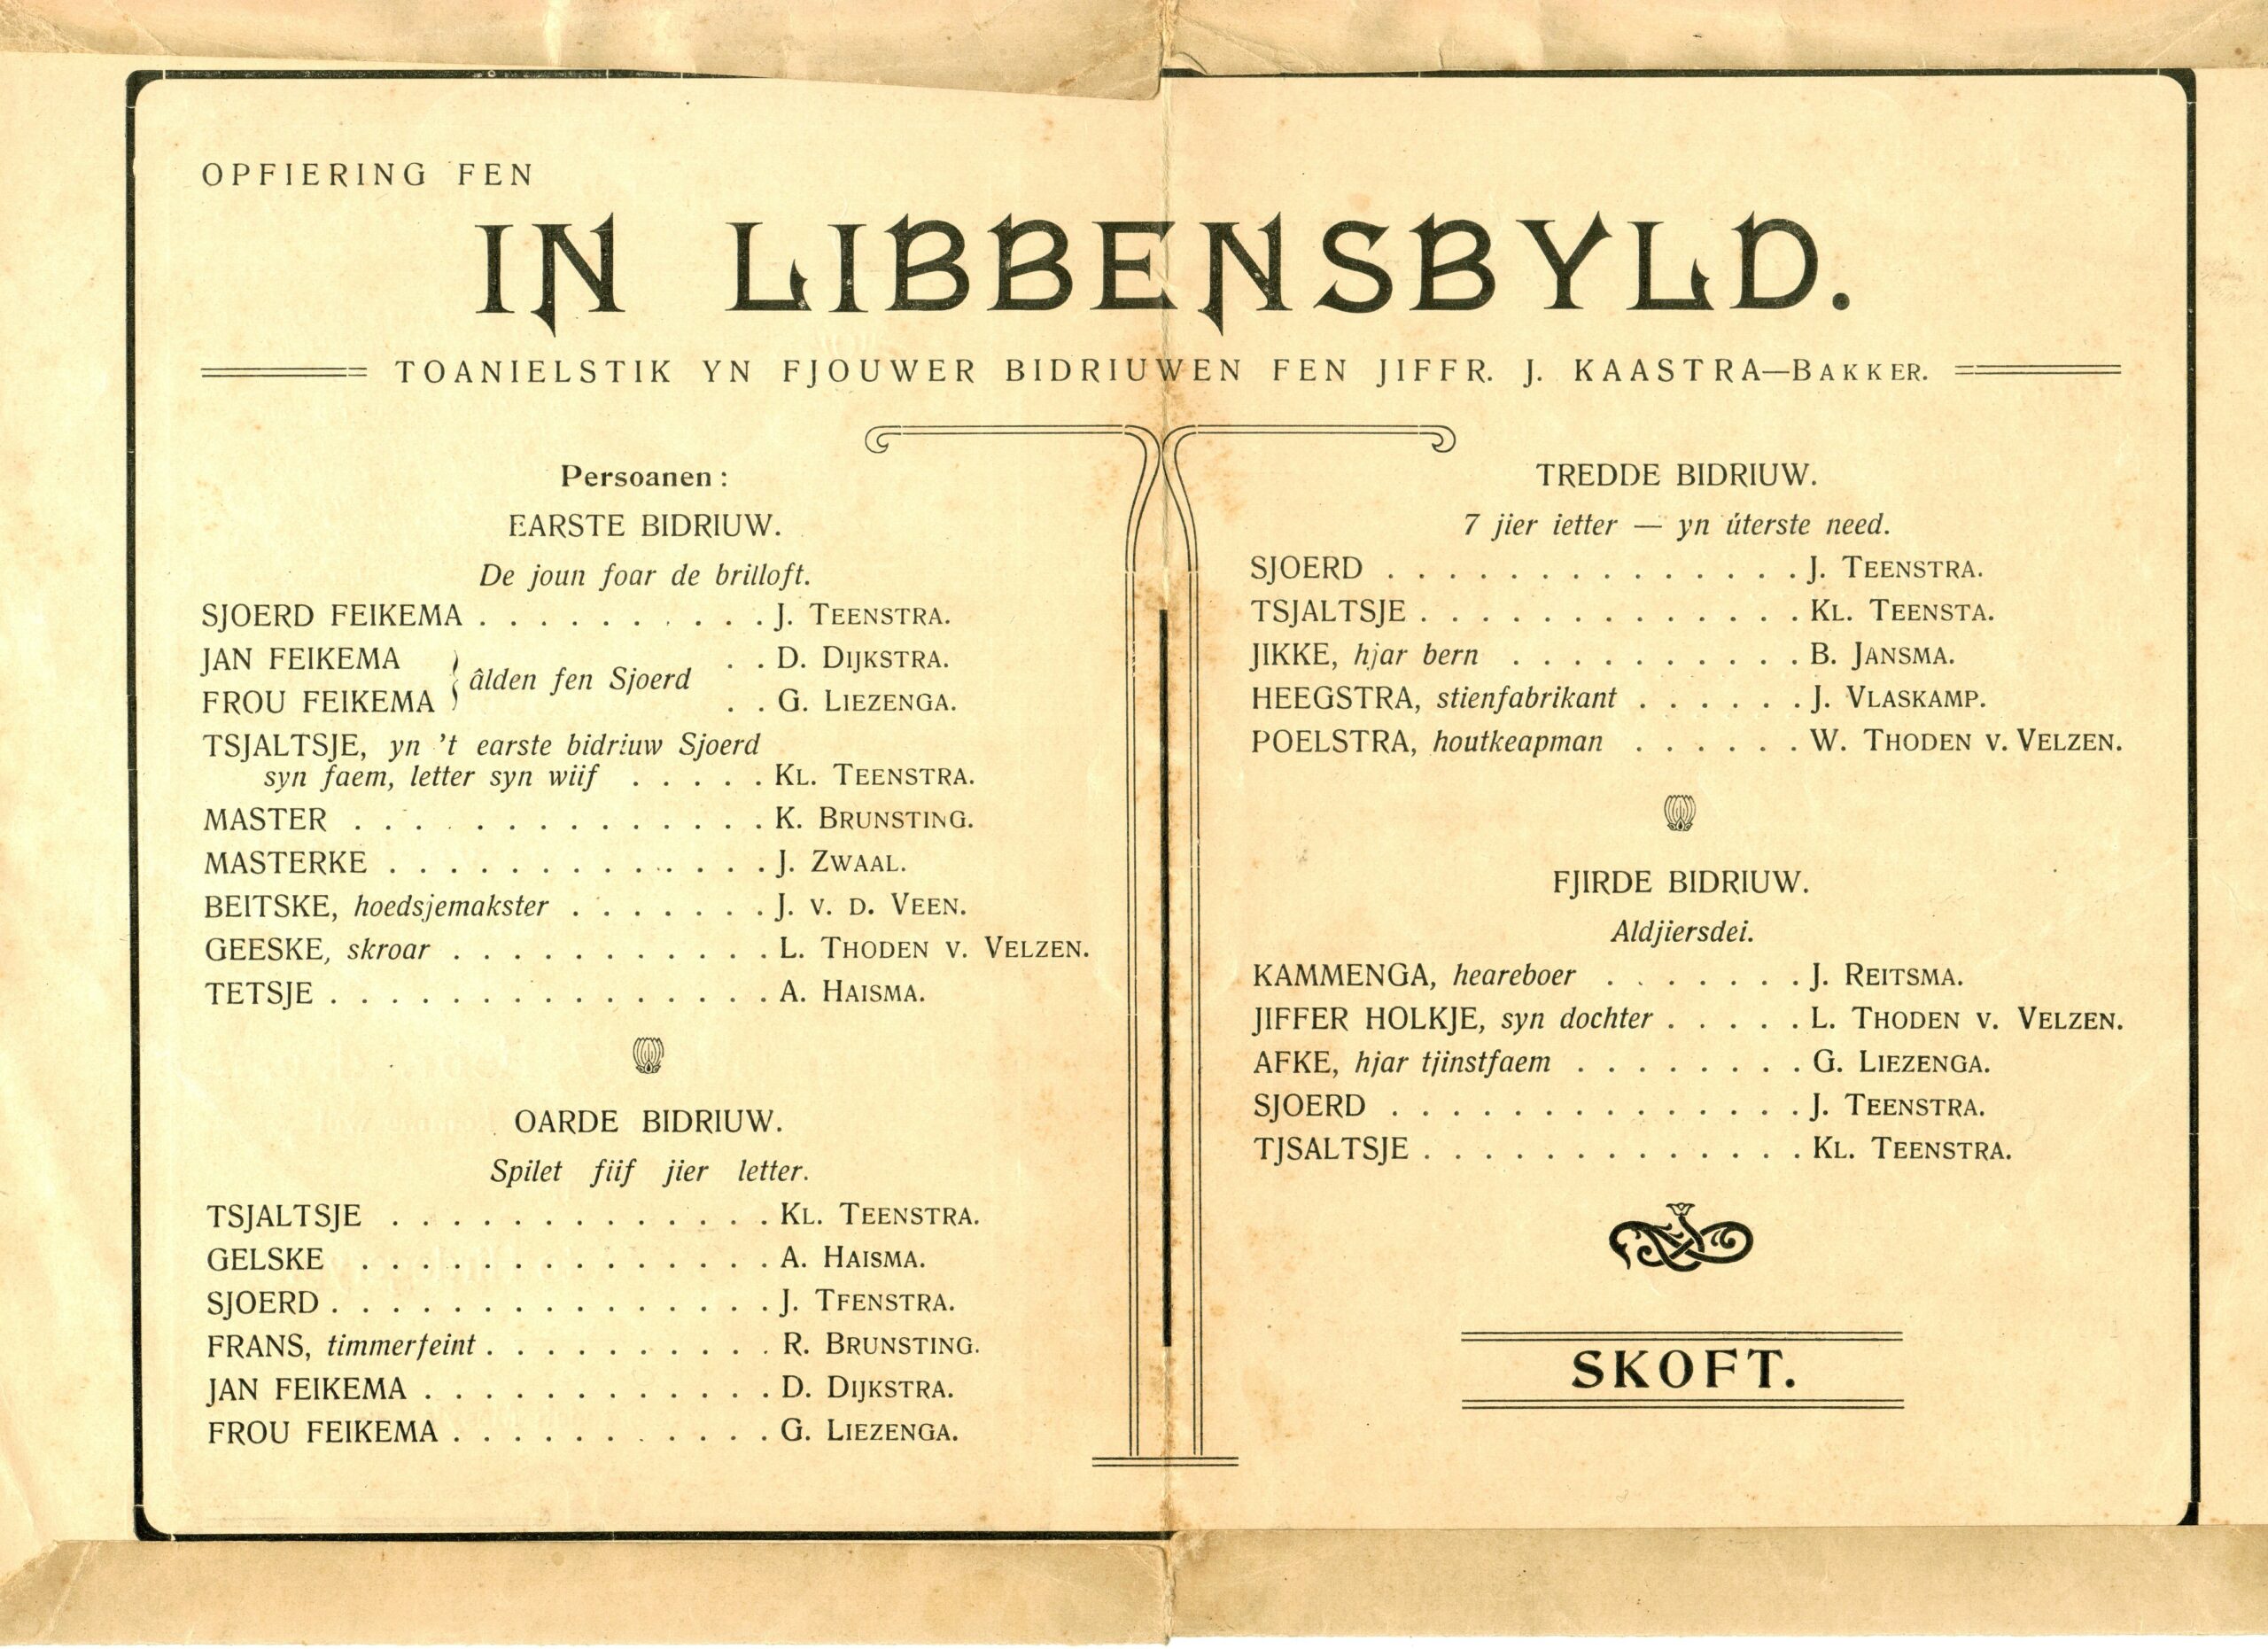 OPFIERING FEN
IN LIBBENSBYLD.
TOANIELSTIK YN FJOUWER BIDRIUWEN FEN JIFFR. J. KAASTRA—BAKKER.
Persoanen:
EARSTE BIDRIUW.
De joun foar de brilloft.
SJOERD FEIKEMA . . . . . . . . . . J. TEENSTRA.
JAN FEIKEMA . . D. DIJKSTRA.
âlden fen Sjoerd
FROU FEIKEMA . . G. LIEZENGA.
TSJALTSJE, yn 't earste bidriuw Sjoerd
syn faem, letter syn wiif . . . . . KL. TEENSTRA.
MASTER . . . . . . . . . . . . . . K. BRUNSTING.
MASTERKE . . . . . . . . . . . . . J. ZWAAL.
BEITSKE, hoedsjemakster . . . . . . . J. V. D. VEEN.
GEESKE, skroar . . . . . . . . . . . L. THODEN V. VELZEN.
TETSJE . . . . . . . . . . . . . . . A. HAISMA.
OARDE BIDRIUW.
Spilet fiif jier letter.
TSJALTSJE . . . . . . . . . . . . . KL. TEENSTRA.
GELSKE . . . . . . . . . . . . . . A. HAISMA.
SJOERD . . . . . . . . . . . . . . . J. TFENSTRA.
FRANS, timmerfeint . . . . . . . . . . R. BRUNSTING.
JAN FEIKEMA . . . . . . . . . . . . D. DIJKSTRA.
FROU FEIKEMA . . . . . . . . . . . G. LIEZENGA.
TREDDE BIDRIUW.
7 jier ietter — yn úterste need.
SJOERD . . . . . . . . . . . . . . J. TEENSTRA.
TSJALTSJE . . . . . . . . . . . . . KL. TEENSTA.
JIKKE, hjar bern . . . . . . . . . . B. JANSMA.
HEEGSTRA, stienfabrikant . . . . . . J. VLASKAMP.
POELSTRA, houtkeapman . . . . . . W. THODEN V. VELZEN.
FJIRDE BIDRIUW.
Aldjiersdei.
KAMMENGA, heareboer . . . . . . . J. REITSMA.
JIFFER HOLKJE, syn dochter . . . . . L. THODEN V. VELZEN.
AFKE, hjar tjinstfaem . . . . . . . . G. LIEZENGA.
SJOERD . . . . . . . . . . . . . . J. TEENSTRA.
TJSALTSJE . . . . . . . . . . . . . KL. TEENSTRA.
SKOFT.